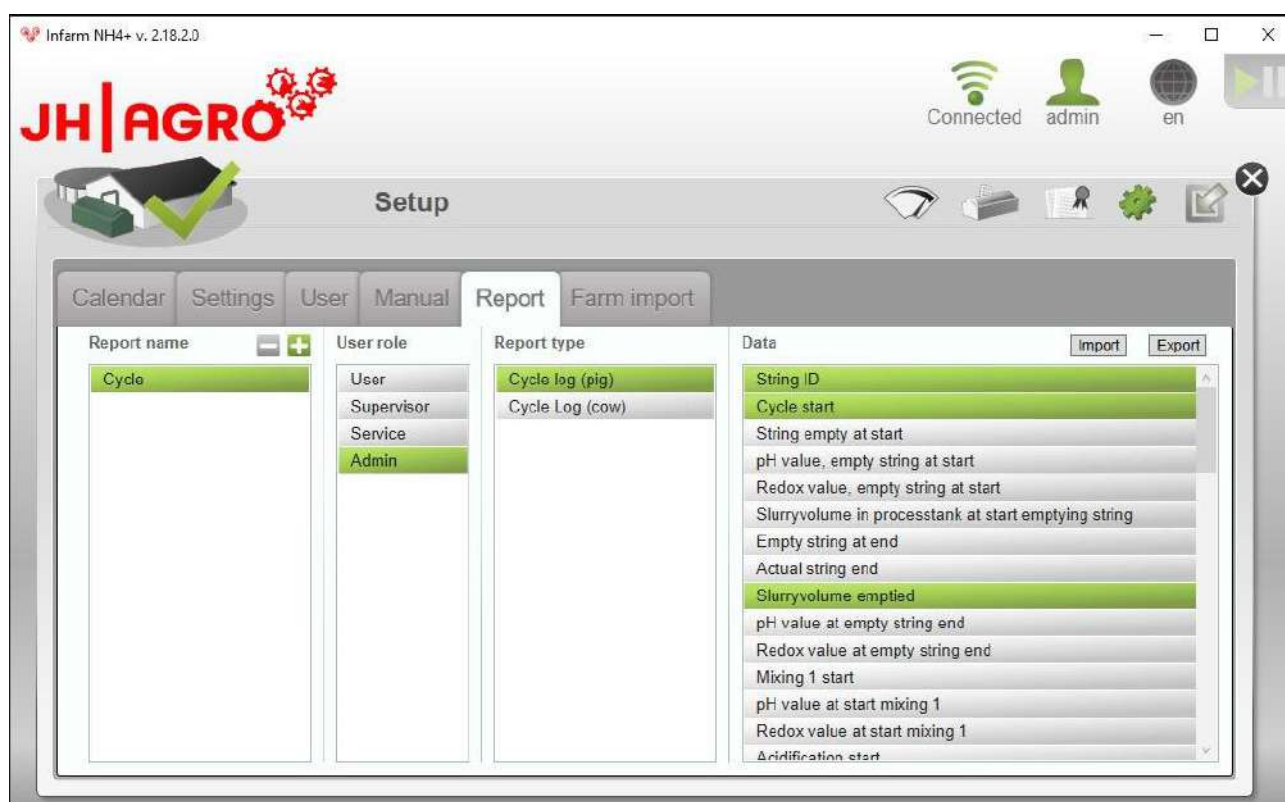 Infarm NH4+ v. 2.18.2.0
JH AGRO
Connected admin en
Setup
Calendar Settings User Manual Report Farm import
Report name User role Report type Data Import Export
Cycle User Cycle log (pig) String ID
Supervisor Cycle Log (cow) Cycle start
Service String empty at start
Admin pH value, empty string at start
Redox value, empty string at start
Slurryvolume in processtank at start emptying string
Empty string at end
Actual string end
Slurryvolume emptied
pH value at empty string end
Redox value at empty string end
Mixing 1 start
pH value at start mixing 1
Redox value at start mixing 1
Acidification start